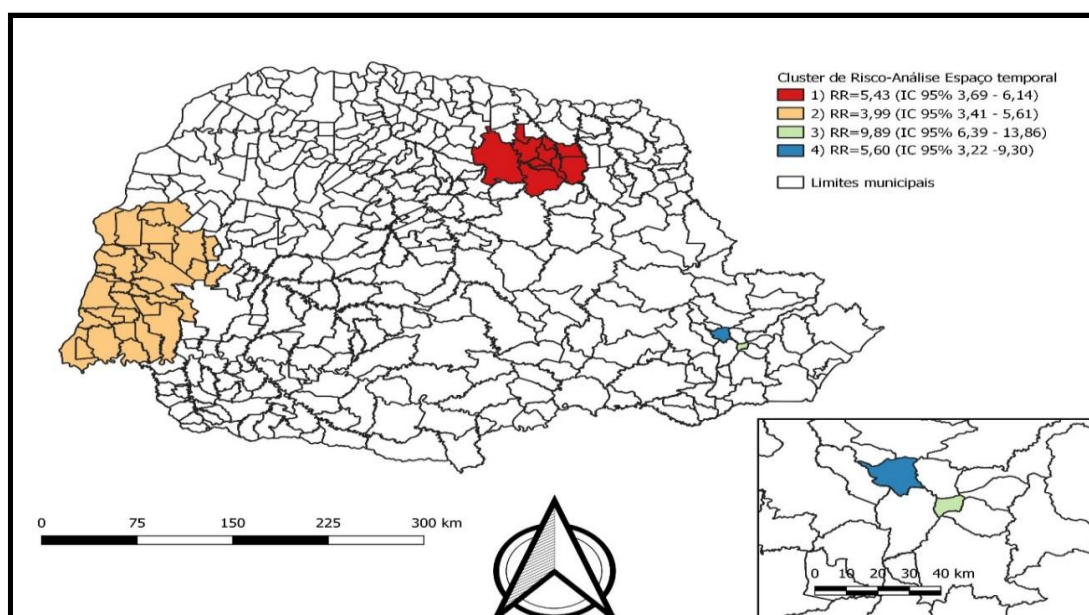 Cluster de Risco-Análise Espaço temporal
1) RR=5,43 (IC 95% 3,69 - 6,14)
2) RR=3,99 (IC 95% 3,41 - 5,61)
3) RR=9,89 (IC 95% 6,39 - 13,86)
4) RR=5,60 (IC 95% 3,22 -9,30)
Limites municipais
0 75 150 225 300 km
0 10 20 30 40 km